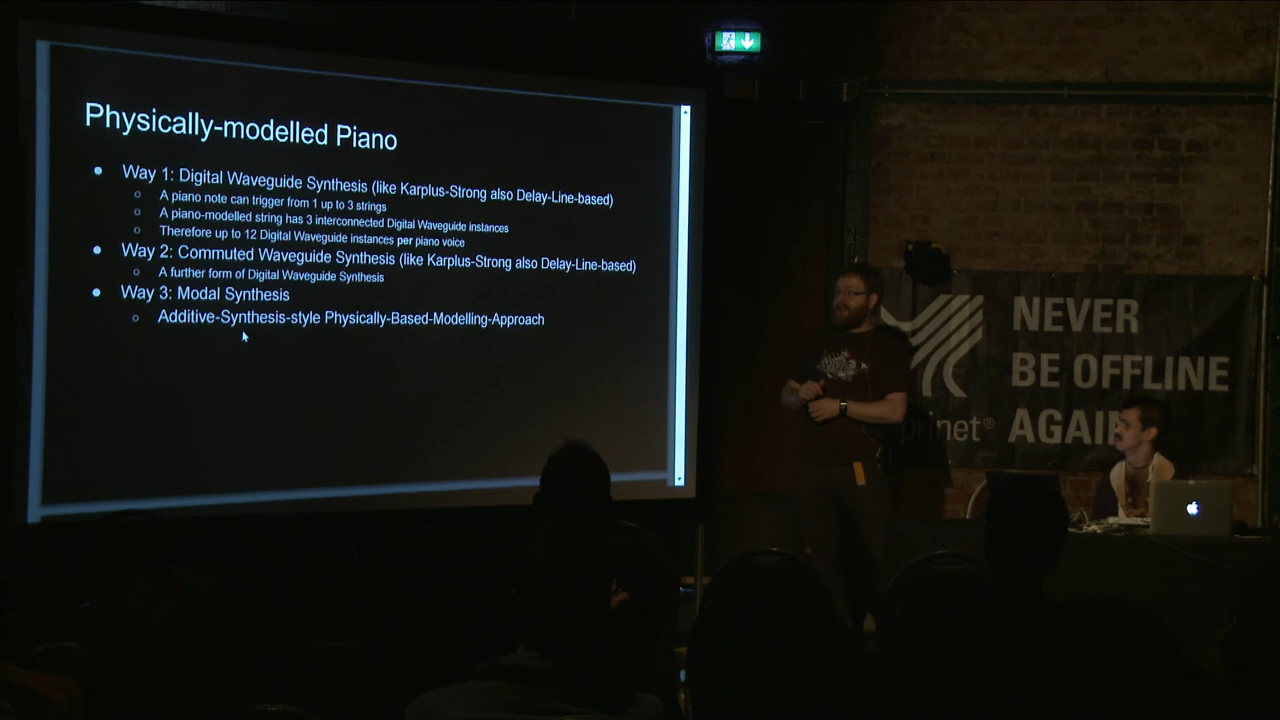 Physically-modelled Piano
Way 1: Digital Waveguide Synthesis (like Karplus-Strong also Delay-Line-based)
A piano note can trigger from 1 up to 3 strings
A piano-modelled string has 3 interconnected Digital Waveguide instances
Therefore up to 12 Digital Waveguide instances per piano voice
Way 2: Commuted Waveguide Synthesis (like Karplus-Strong also Delay-Line-based)
A further form of Digital Waveguide Synthesis
Way 3: Modal Synthesis
Additive-Synthesis-style Physically-Based-Modelling-Approach
NEVER
BE OFFLINE
AGAIN